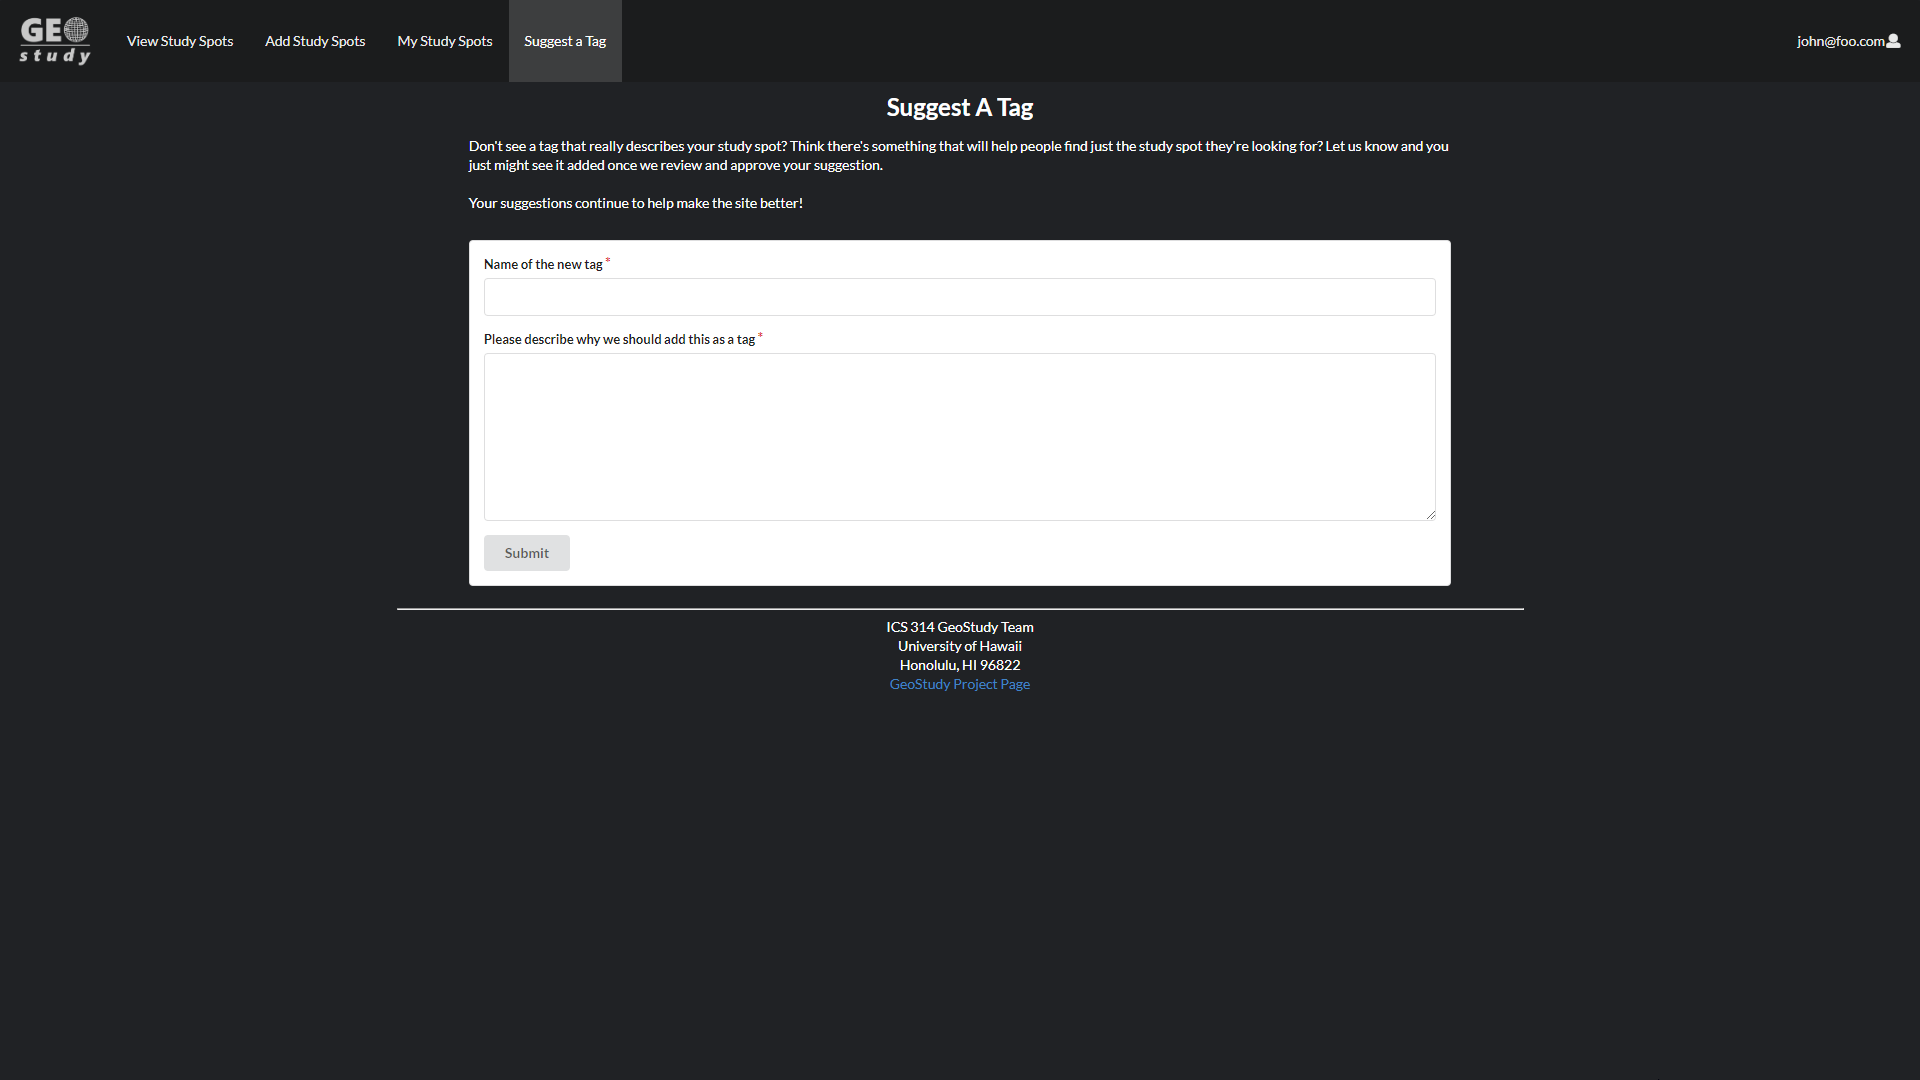 GEO
study
View Study Spots
Add Study Spots
My Study Spots
Suggest a Tag
john@foo.com
Suggest A Tag
Don't see a tag that really describes your study spot? Think there's something that will help people find just the study spot they're looking for? Let us know and you
just might see it added once we review and approve your suggestion.
Your suggestions continue to help make the site better!
Name of the new tag *
Please describe why we should add this as a tag *
Submit
ICS 314 GeoStudy Team
University of Hawaii
Honolulu, HI 96822
GeoStudy Project Page